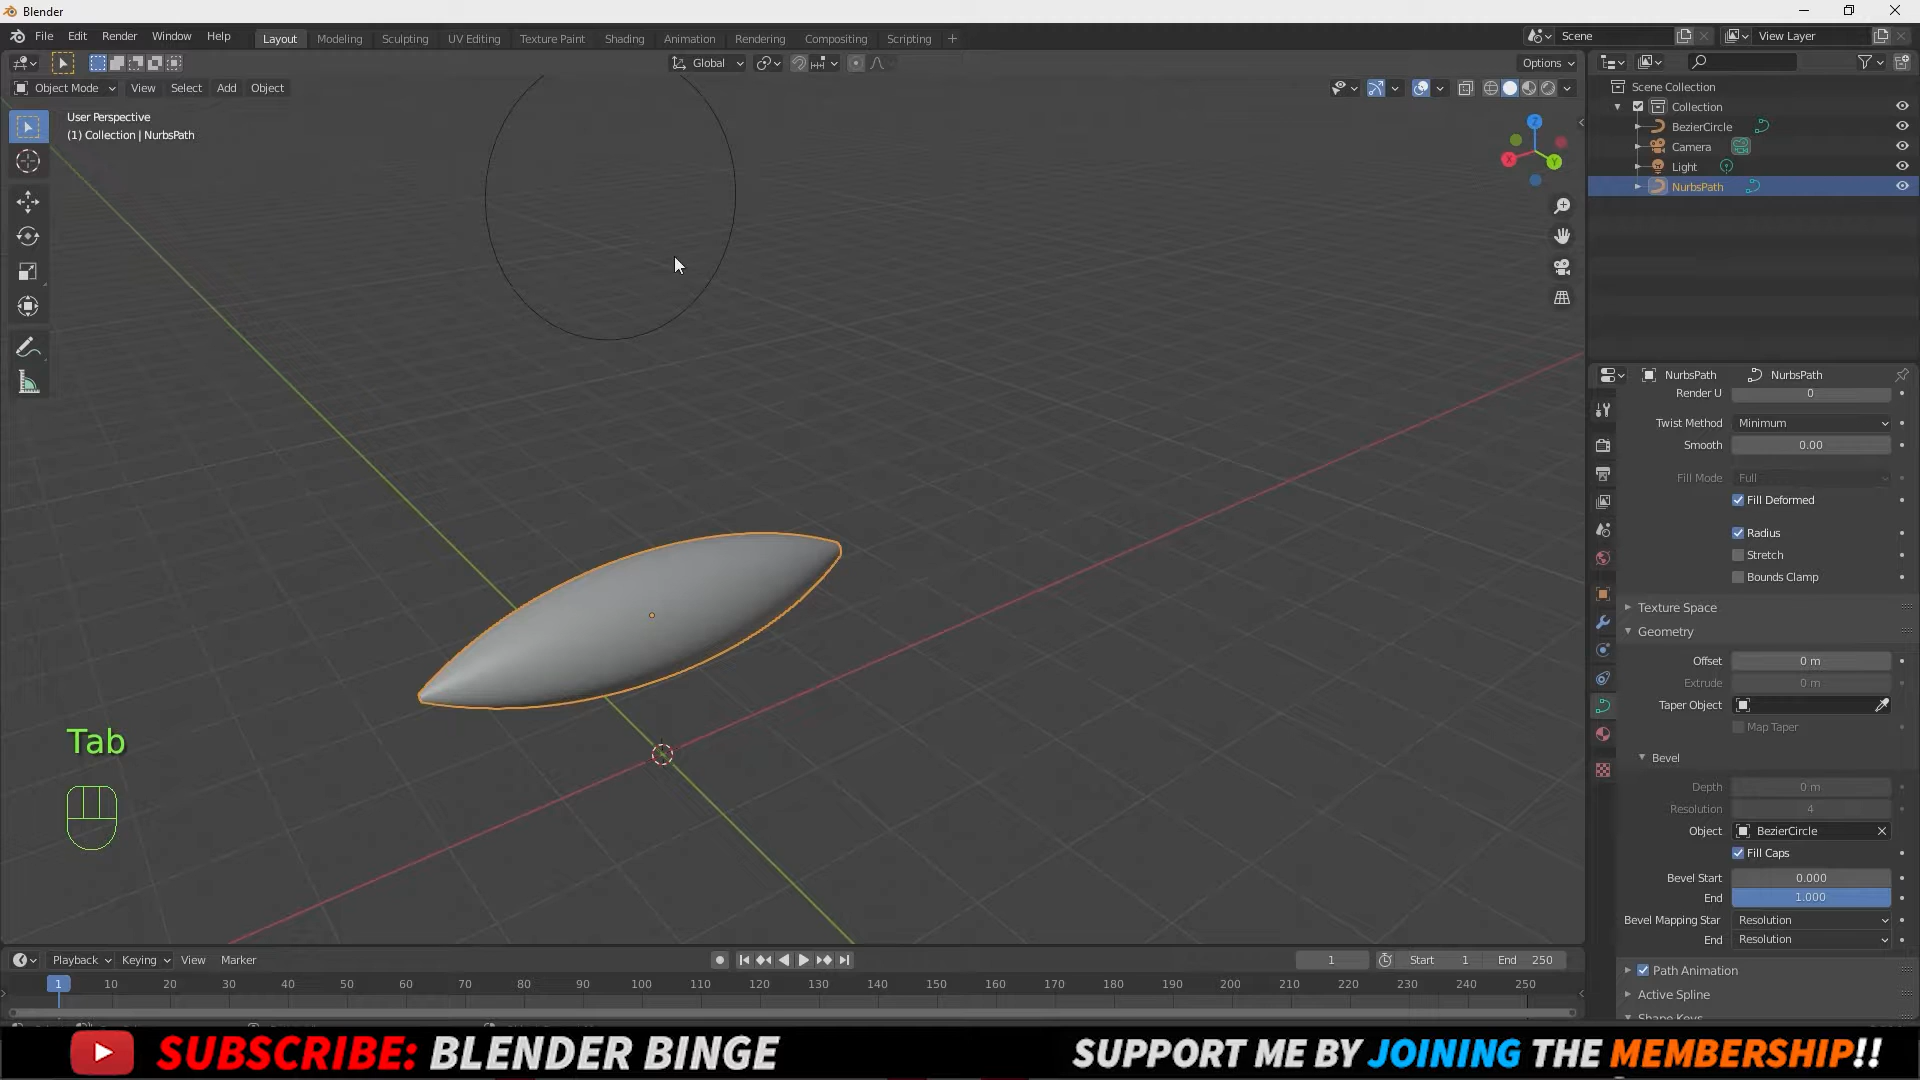 Blender
File Edit Render Window Help
Layout Modeling Sculpting UV Editing Texture Paint Shading Animation Rendering Compositing Scripting +
Scene
View Layer
Global
Options
Object Mode View Select Add Object
User Perspective
(1) Collection | NurbsPath
Z
X
Y
Scene Collection
Collection
BezierCircle
Camera
Light
NurbsPath
NurbsPath NurbsPath
Render U 0
Twist Method Minimum
Smooth 0.00
Fill Mode Full
Fill Deformed
Radius
Stretch
Bounds Clamp
Texture Space
Geometry
Offset 0 m
Extrude 0 m
Taper Object
Map Taper
Bevel
Depth 0 m
Resolution 4
Object BezierCircle
Fill Caps
Bevel Start 0.000
End 1.000
Bevel Mapping Star Resolution
End Resolution
Path Animation
Active Spline
Shape Keys
Tab
Playback Keying View Marker
1 Start 1 End 250
1 10 20 30 40 50 60 70 80 90 100 110 120 130 140 150 160 170 180 190 200 210 220 230 240 250
SUBSCRIBE: BLENDER BINGE
SUPPORT ME BY JOINING THE MEMBERSHIP!!